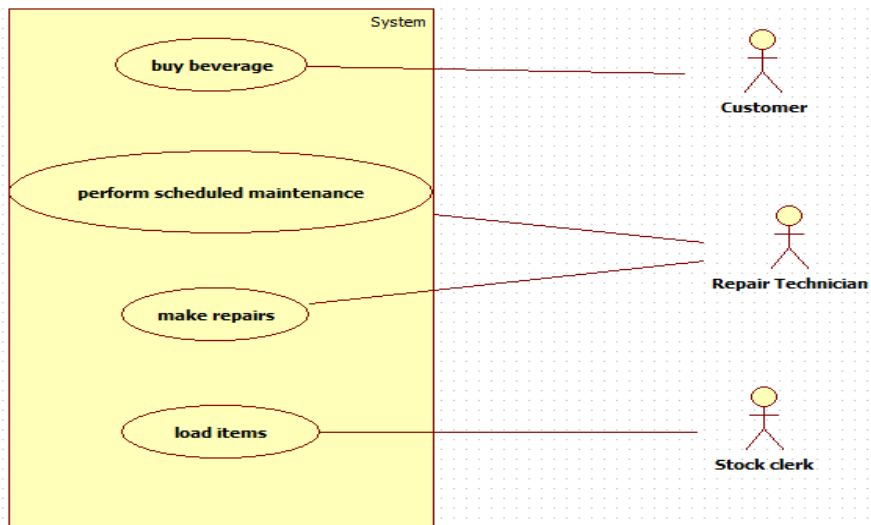 System
buy beverage
Customer
perform scheduled maintenance
Repair Technician
make repairs
load items
Stock clerk